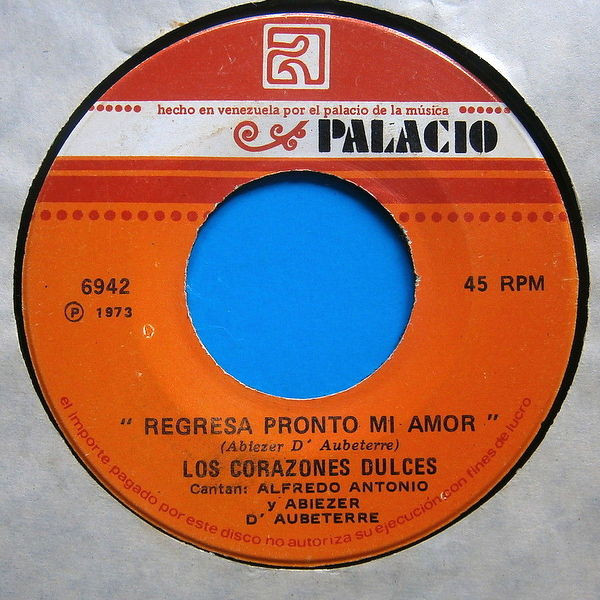 hecho en venezuela por el palacio de la música
PALACIO
6942
45 RPM
Ⓟ 1973
" REGRESA PRONTO MI AMOR "
(Abiezer D' Aubeterre)
LOS CORAZONES DULCES
Cantan: ALFREDO ANTONIO
y ABIEZER
D' AUBETERRE
el importe pagado por este disco no autoriza su ejecución con fines de lucro